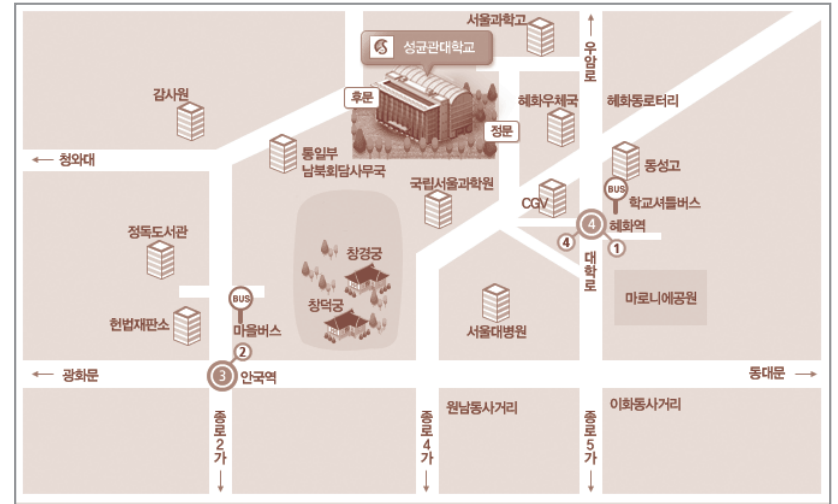 서울과학고
성균관대학교
우암로
감사원
후문
혜화우체국
혜화동로터리
정문
청와대
통일부
남북회담사무국
동성고
국립서울과학원
BUS
CGV
학교셔틀버스
정독도서관
4
혜화역
4
1
창경궁
대학로
창덕궁
마로니에공원
BUS
헌법재판소
마을버스
서울대병원
2
광화문
3
안국역
동대문
종로2가
종로4가
원남동사거리
종로5가
이화동사거리